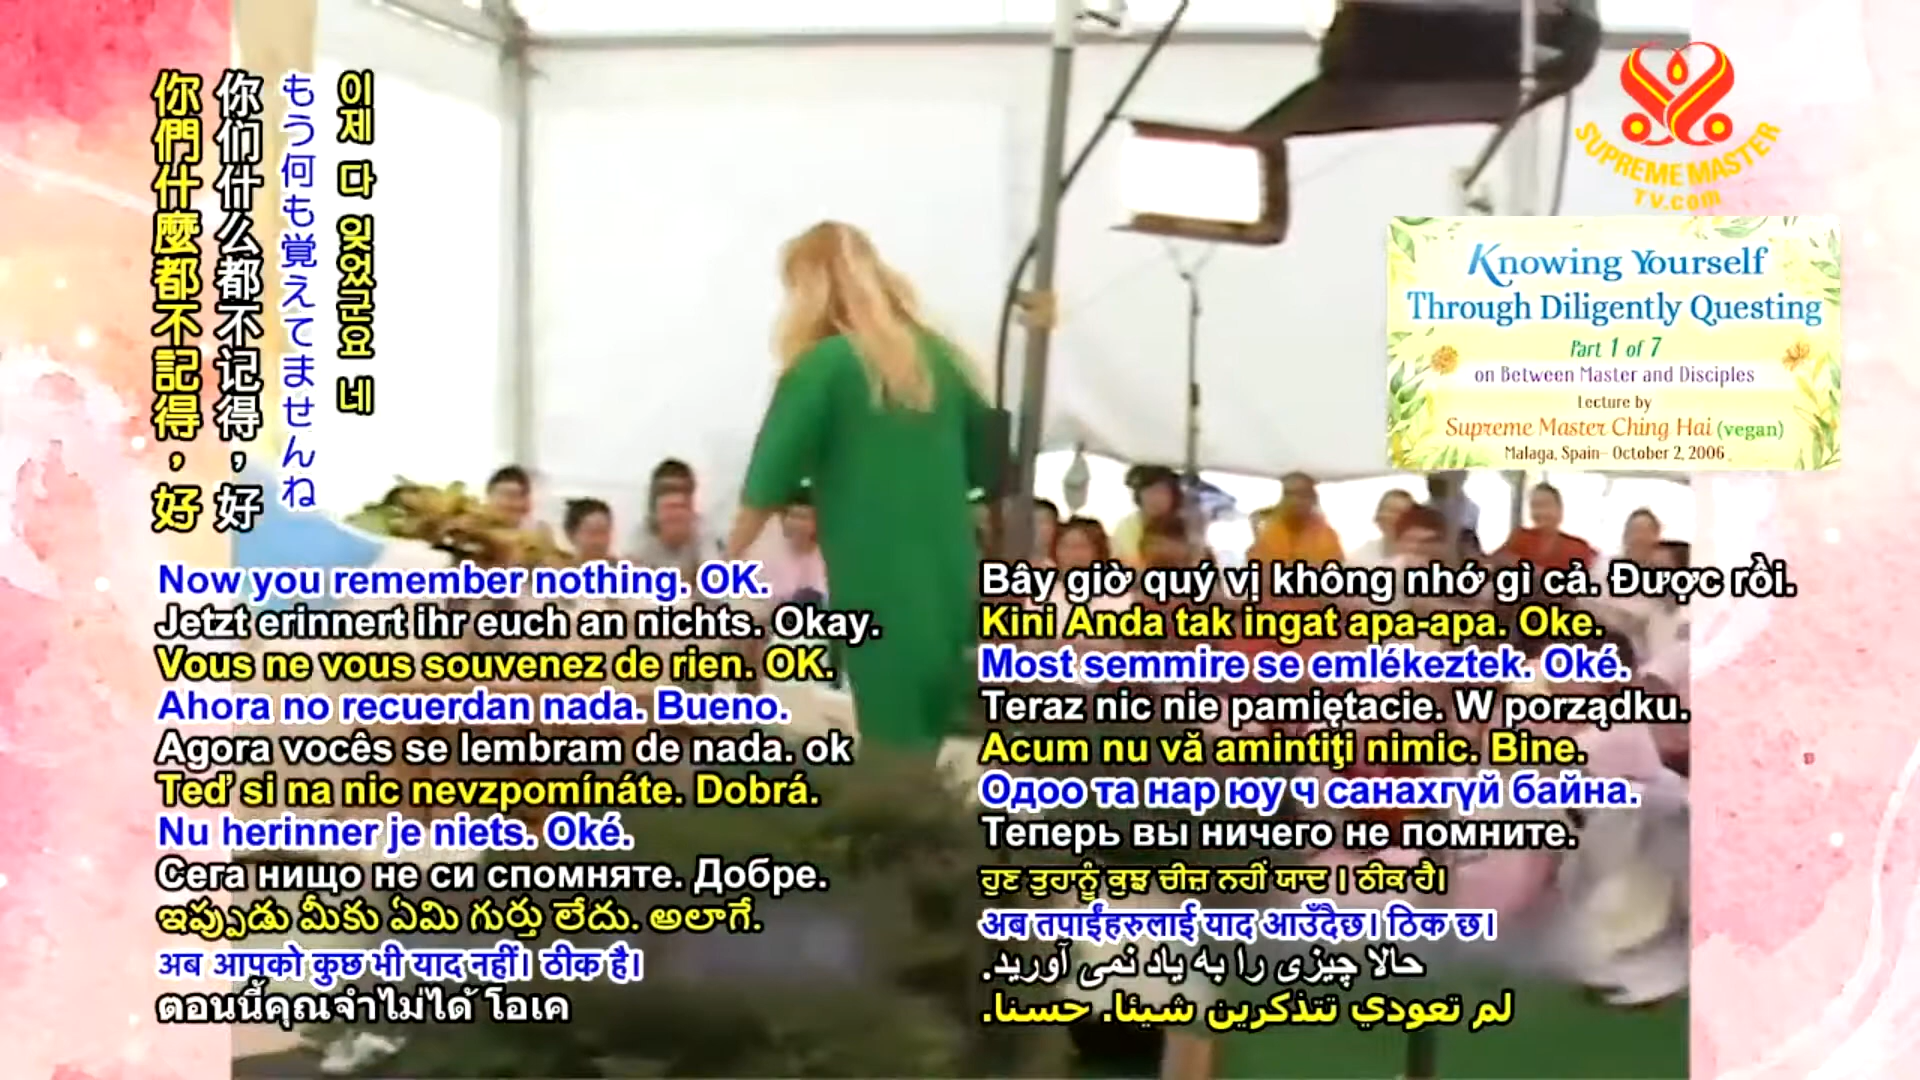 你們什麼都不記得，好
你们什么都不记得，好
もう何も覚えてませんね
이제 다 잊었군요 네
SUPREME MASTER
TV.com
Knowing Yourself
Through Diligently Questing
Part 1 of 7
on Between Master and Disciples
Lecture by
Supreme Master Ching Hai (vegan)
Malaga, Spain– October 2, 2006
Now you remember nothing. OK.
Jetzt erinnert ihr euch an nichts. Okay.
Vous ne vous souvenez de rien. OK.
Ahora no recuerdan nada. Bueno.
Agora vocês se lembram de nada. ok
Teď si na nic nevzpomínáte. Dobrá.
Nu herinner je niets. Oké.
Сега нищо не си спомняте. Добре.
ఇప్పుడు మీకు ఏమి గుర్తు లేదు. అలాగే.
अब आपको कुछ भी याद नहीं। ठीक है।
ตอนนี้คุณจำไม่ได้ โอเค
Bây giờ quý vị không nhớ gì cả. Được rồi.
Kini Anda tak ingat apa-apa. Oke.
Most semmire se emlékeztek. Oké.
Teraz nic nie pamiętacie. W porządku.
Acum nu vă amintiţi nimic. Bine.
Одоо та нар юу ч санахгүй байна.
Теперь вы ничего не помните.
ਹੁਣ ਤੁਹਾਨੂੰ ਕੁਝ ਚੀਜ਼ ਨਹੀਂ ਯਾਦ । ਠੀਕ ਹੈ।
अब तपाईंहरुलाई याद आउँदैछ। ठिक छ।
حالا چیزی را به یاد نمی آورید.
لم تعودي تتذكرين شيئا. حسنا.